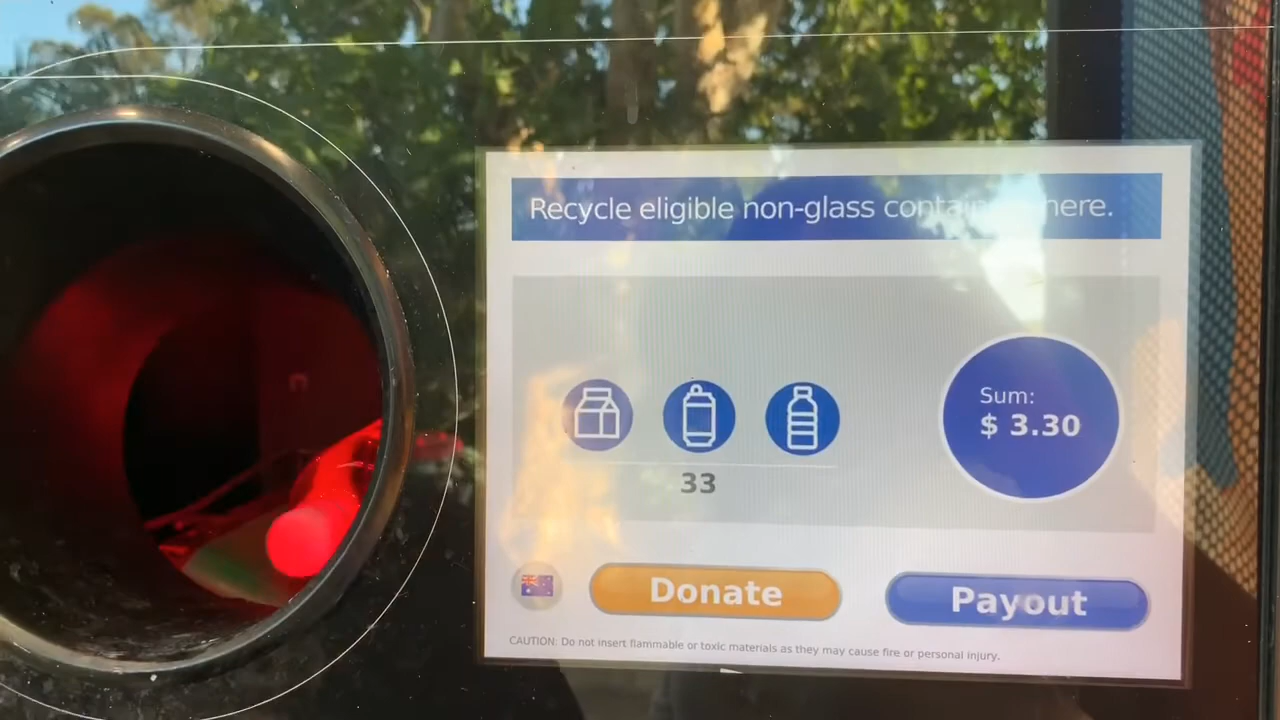 Recycle eligible non-glass containers here.
Sum:
$ 3.30
33
Donate
Payout
CAUTION: Do not insert flammable or toxic materials as they may cause fire or personal injury.